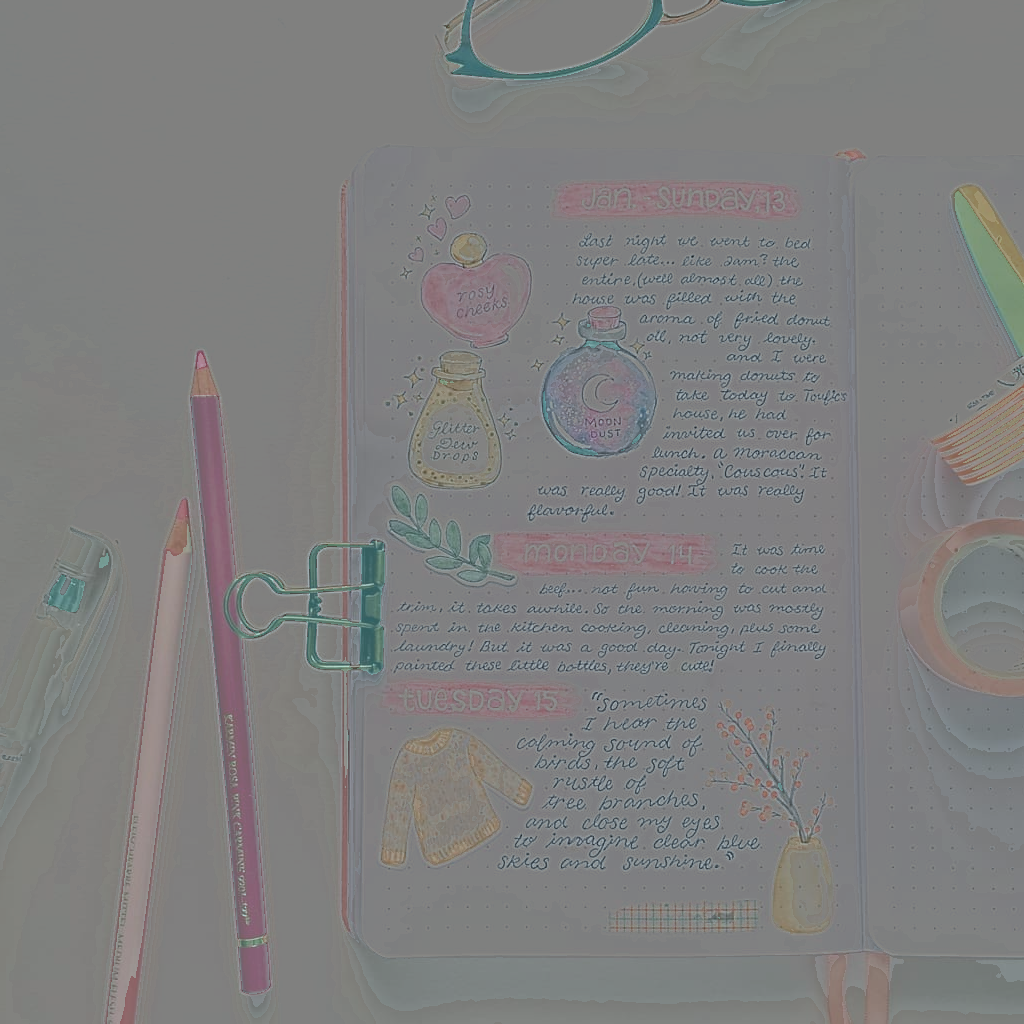 Jan. Sunday 13
Last night we went to bed
super late... like 2am? the
entire, (well almost all) the
house was filled with the
aroma of fried donut
oil, not very lovely.
and I were
making donuts to
take today to Toufic's
house, he had
invited us over for
lunch. A Moraccan
specialty, "Couscous". It
was really good! It was really
flavorful.
rosy
cheeks
MOON
DUST
Glitter
Dew
Drops
monday 14
It was time
to cook the
beef.... not fun having to cut and
trim, it takes awhile. So the morning was mostly
spent in the kitchen cooking, cleaning, plus some
laundry! But it was a good day. Tonight I finally
painted these little bottles, they're cute!
tuesday 15
"sometimes
I hear the
calming sound of
birds, the soft
rustle of
tree branches,
and close my eyes
to imagine clear blue
skies and sunshine."